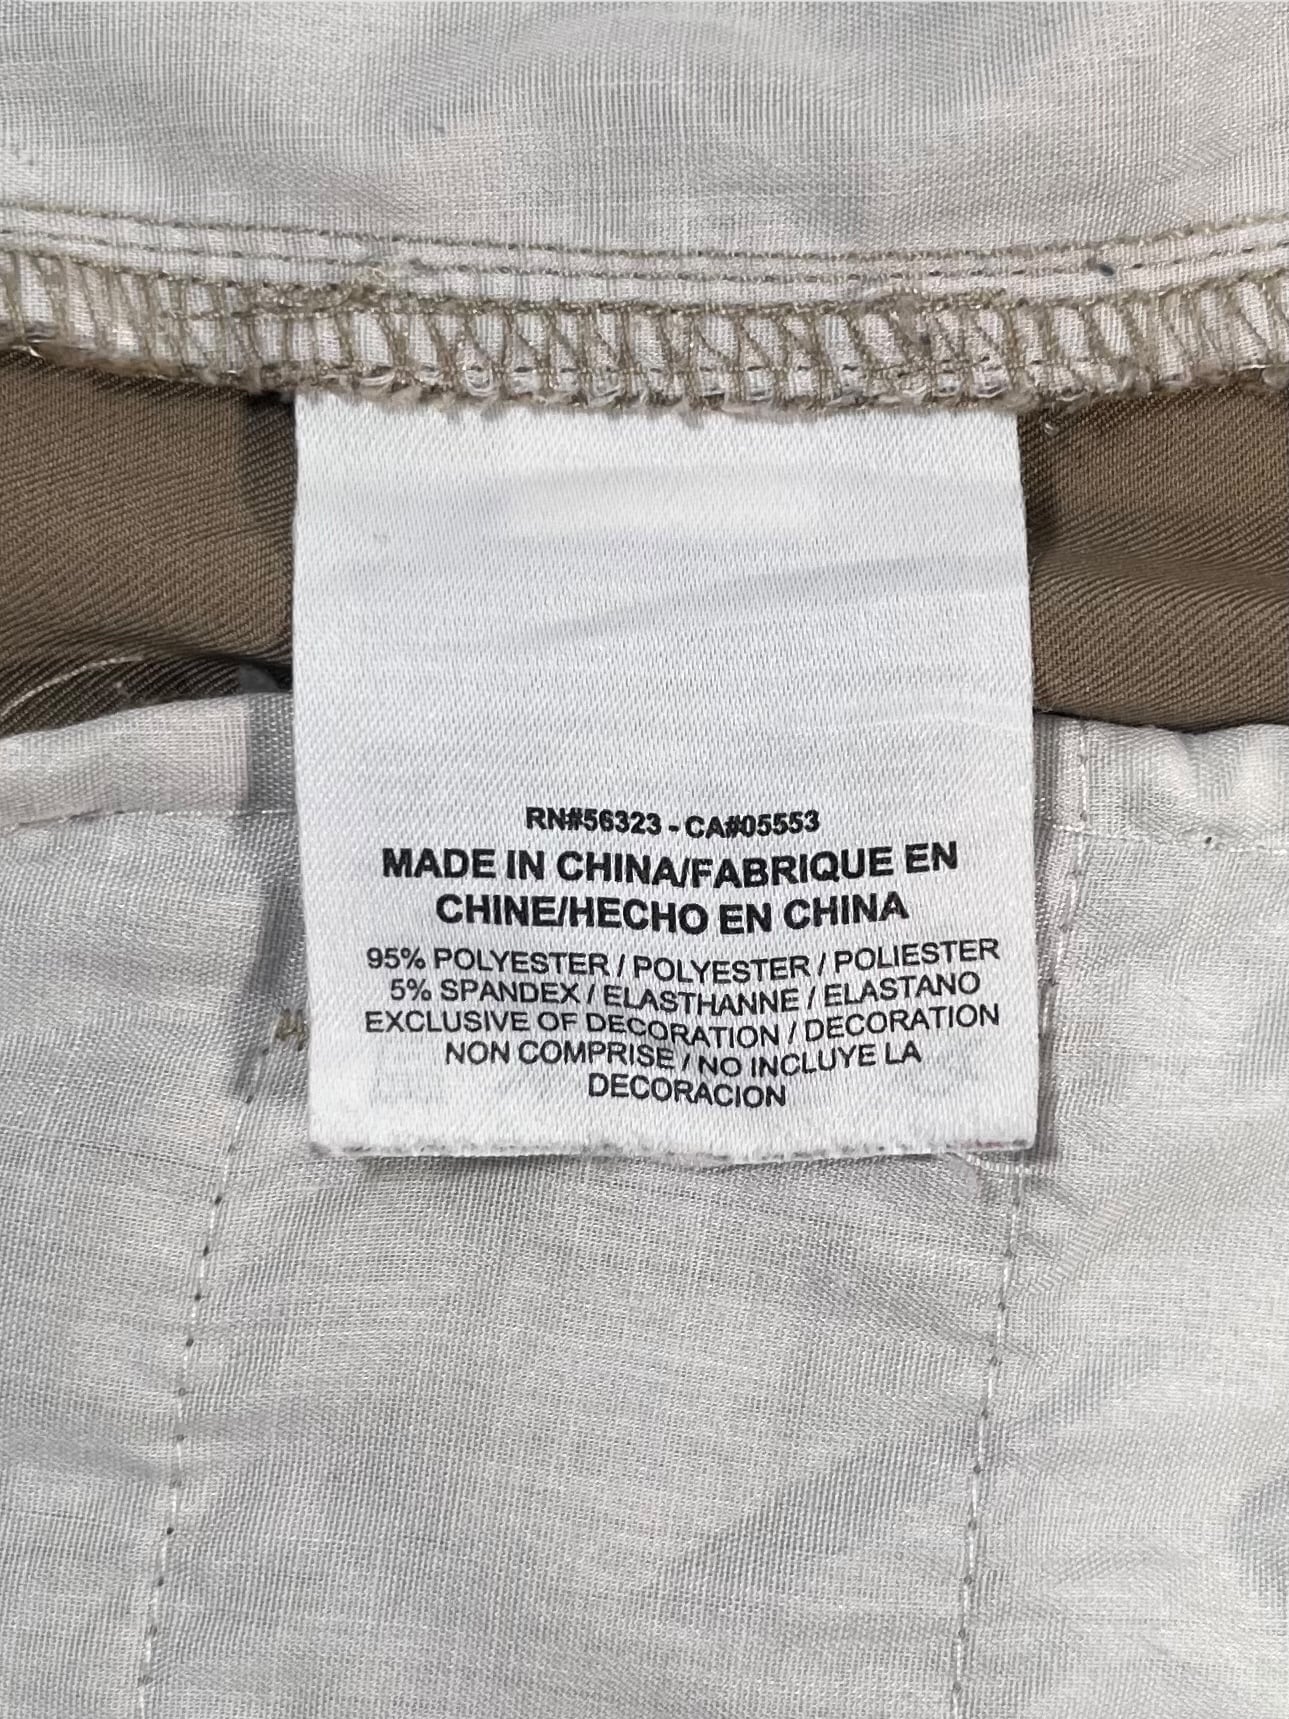 RN#56323 - CA#05553
MADE IN CHINA/FABRIQUE EN
CHINE/HECHO EN CHINA
95% POLYESTER / POLYESTER / POLIESTER
5% SPANDEX / ELASTHANNE / ELASTANO
EXCLUSIVE OF DECORATION / DECORATION
NON COMPRISE / NO INCLUYE LA
DECORACION